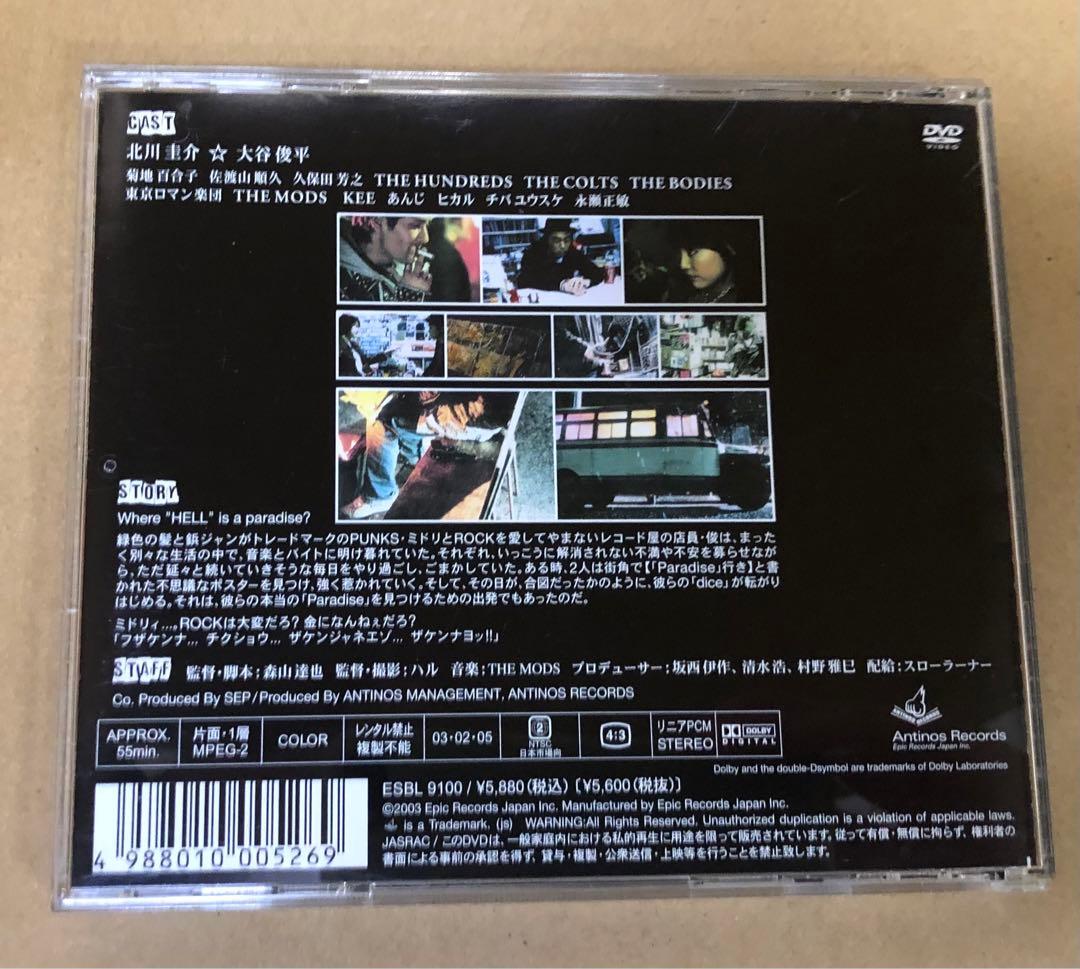 CAST
DVD
VIDEO
北川 圭介 ☆ 大谷 俊平
菊地 百合子 佐渡山 順久 久保田 芳之 THE HUNDREDS THE COLTS THE BODIES
東京ロマン楽団 THE MODS KEE あんじ ヒカル チバ ユウスケ 永瀬正敏
STORY
Where "HELL" is a paradise?
緑色の髪と鋲ジャンがトレードマークのPUNKS・ミドリとROCKを愛してやまないレコード屋の店員・俊は、まった
く別々な生活の中で、音楽とバイトに明け暮れていた。それぞれ、いっこうに解消されない不満や不安を募らせなが
ら、ただ延々と続いていきそうな毎日をやり過ごし、ごまかしていた。ある時、2人は街角で【「Paradise」行き】と書
かれた不思議なポスターを見つけ、強く惹かれていく。そして、その日が、合図だったかのように、彼らの「dice」が転がり
はじめる。それは、彼らの本当の「Paradise」を見つけるための出発でもあったのだ。
ミドリィ…。ROCKは大変だろ? 金になんねぇだろ?
「フザケンナ… チクショウ… ザケンジャネエゾ… ザケンナヨッ!!」
STAFF 監督・脚本；森山達也 監督・撮影；ハル 音楽；THE MODS プロデューサー；坂西伊作、清水浩、村野雅巳 配給；スローラーナー
Co. Produced By SEP / Produced By ANTINOS MANAGEMENT, ANTINOS RECORDS
ANTINOS RECORDS
Antinos Records
Epic Records Japan Inc.
APPROX.
55min.
片面・1層
MPEG-2
COLOR
レンタル禁止
複製不能
03・02・05
2
NTSC
日本市場向
4:3
リニアPCM
STEREO
DOLBY
DIGITAL
Dolby and the double-Dsymbol are trademarks of Dolby Laboratories
ESBL 9100 / ¥5,880(税込)〔¥5,600(税抜)〕
©2003 Epic Records Japan Inc. Manufactured by Epic Records Japan Inc.
is a Trademark. (js) WARNING:All Rights Reserved. Unauthorized duplication is a violation of applicable laws.
JASRAC / このDVDは、一般家庭内における私的再生に用途を限って販売されています。従って有償・無償に拘らず、権利者の
書面による事前の承認を得ず、貸与・複製・公衆送信・上映等を行うことを禁止致します。
4 988010 005269